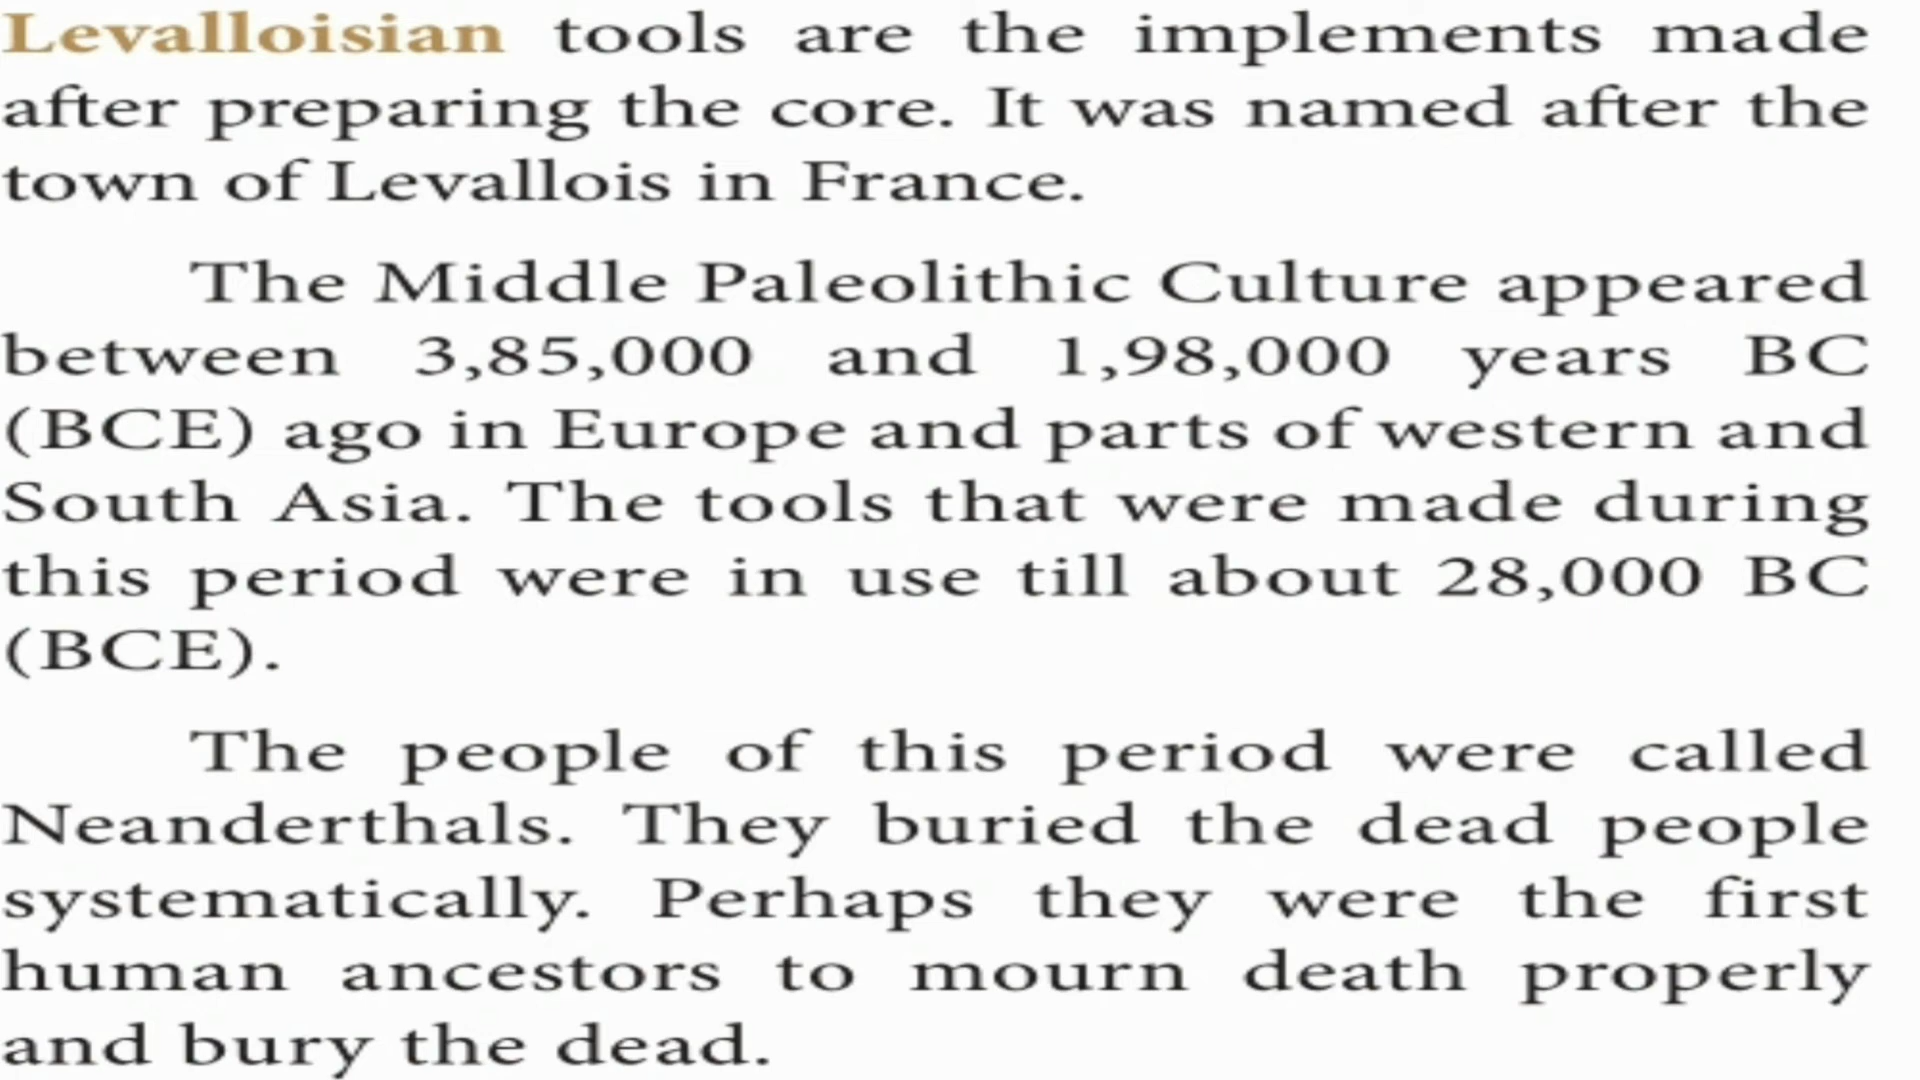 Levalloisian tools are the implements made
after preparing the core. It was named after the
town of Levallois in France.
The Middle Paleolithic Culture appeared
between 3,85,000 and 1,98,000 years BC
(BCE) ago in Europe and parts of western and
South Asia. The tools that were made during
this period were in use till about 28,000 BC
(BCE).
The people of this period were called
Neanderthals. They buried the dead people
systematically. Perhaps they were the first
human ancestors to mourn death properly
and bury the dead.